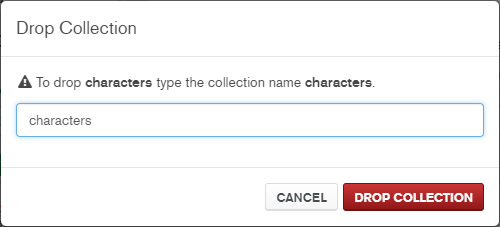 Drop Collection
To drop characters type the collection name characters.
characters
CANCEL DROP COLLECTION